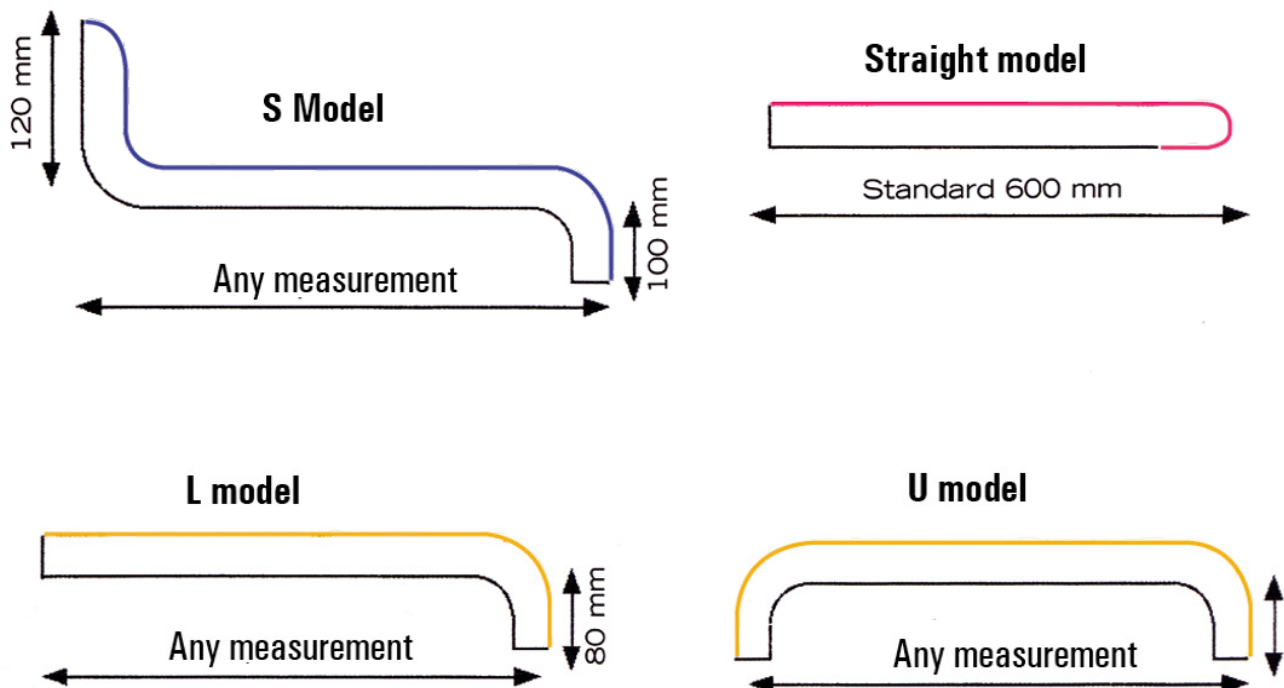 120 mm
S Model
100 mm
Any measurement
Straight model
Standard 600 mm
L model
80 mm
Any measurement
U model
Any measurement